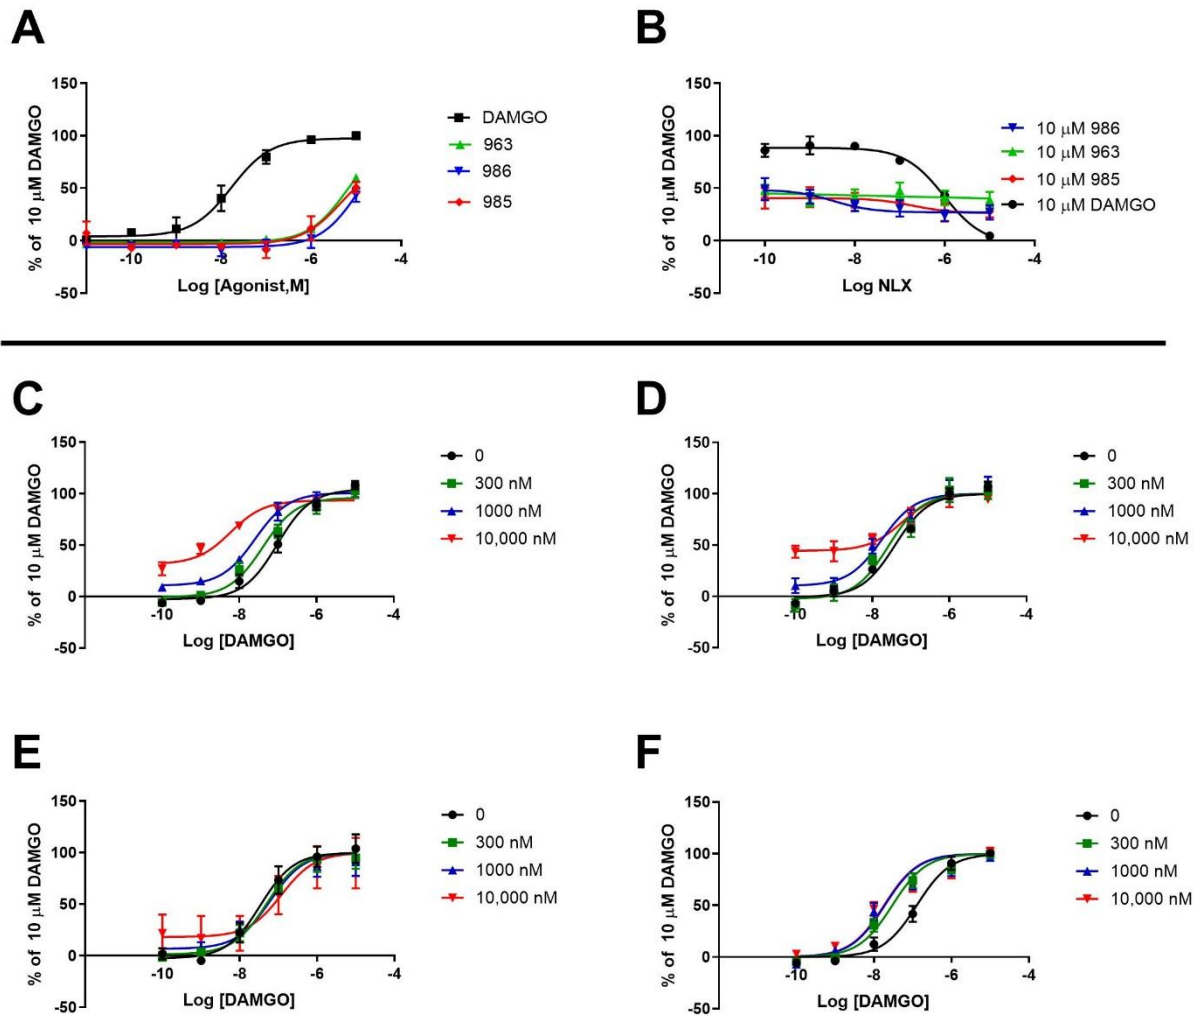 A
% of 10 μM DAMGO
150
100
50
0
-50
-10
-8
-6
-4
Log [Agonist,M]
DAMGO
963
986
985
B
% of 10 μM DAMGO
150
100
50
0
-50
-10
-8
-6
-4
Log NLX
10 μM 986
10 μM 963
10 μM 985
10 μM DAMGO
C
% of 10 μM DAMGO
150
100
50
0
-50
-10
-8
-6
-4
Log [DAMGO]
0
300 nM
1000 nM
10,000 nM
D
% of 10 μM DAMGO
150
100
50
0
-50
-10
-8
-6
-4
Log [DAMGO]
0
300 nM
1000 nM
10,000 nM
E
% of 10 μM DAMGO
150
100
50
0
-50
-10
-8
-6
-4
Log [DAMGO]
0
300 nM
1000 nM
10,000 nM
F
% of 10 μM DAMGO
150
100
50
0
-50
-10
-8
-6
-4
Log [DAMGO]
0
300 nM
1000 nM
10,000 nM